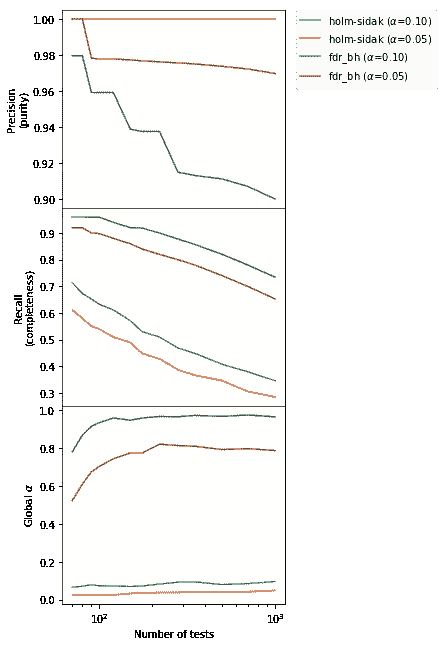 holm-sidak (α=0.10)
holm-sidak (α=0.05)
fdr_bh (α=0.10)
fdr_bh (α=0.05)
Precision
(purity)
1.00
0.98
0.96
0.94
0.92
0.90
Recall
(completeness)
0.9
0.8
0.7
0.6
0.5
0.4
0.3
Global α
1.0
0.8
0.6
0.4
0.2
0.0
10²
10³
Number of tests